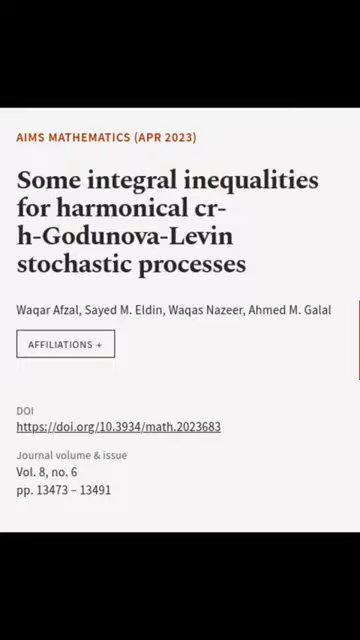 AIMS MATHEMATICS (APR 2023)
Some integral inequalities
for harmonical cr-
h-Godunova-Levin
stochastic processes
Waqar Afzal, Sayed M. Eldin, Waqas Nazeer, Ahmed M. Galal
AFFILIATIONS +
DOI
https://doi.org/10.3934/math.2023683
Journal volume & issue
Vol. 8, no. 6
pp. 13473 – 13491